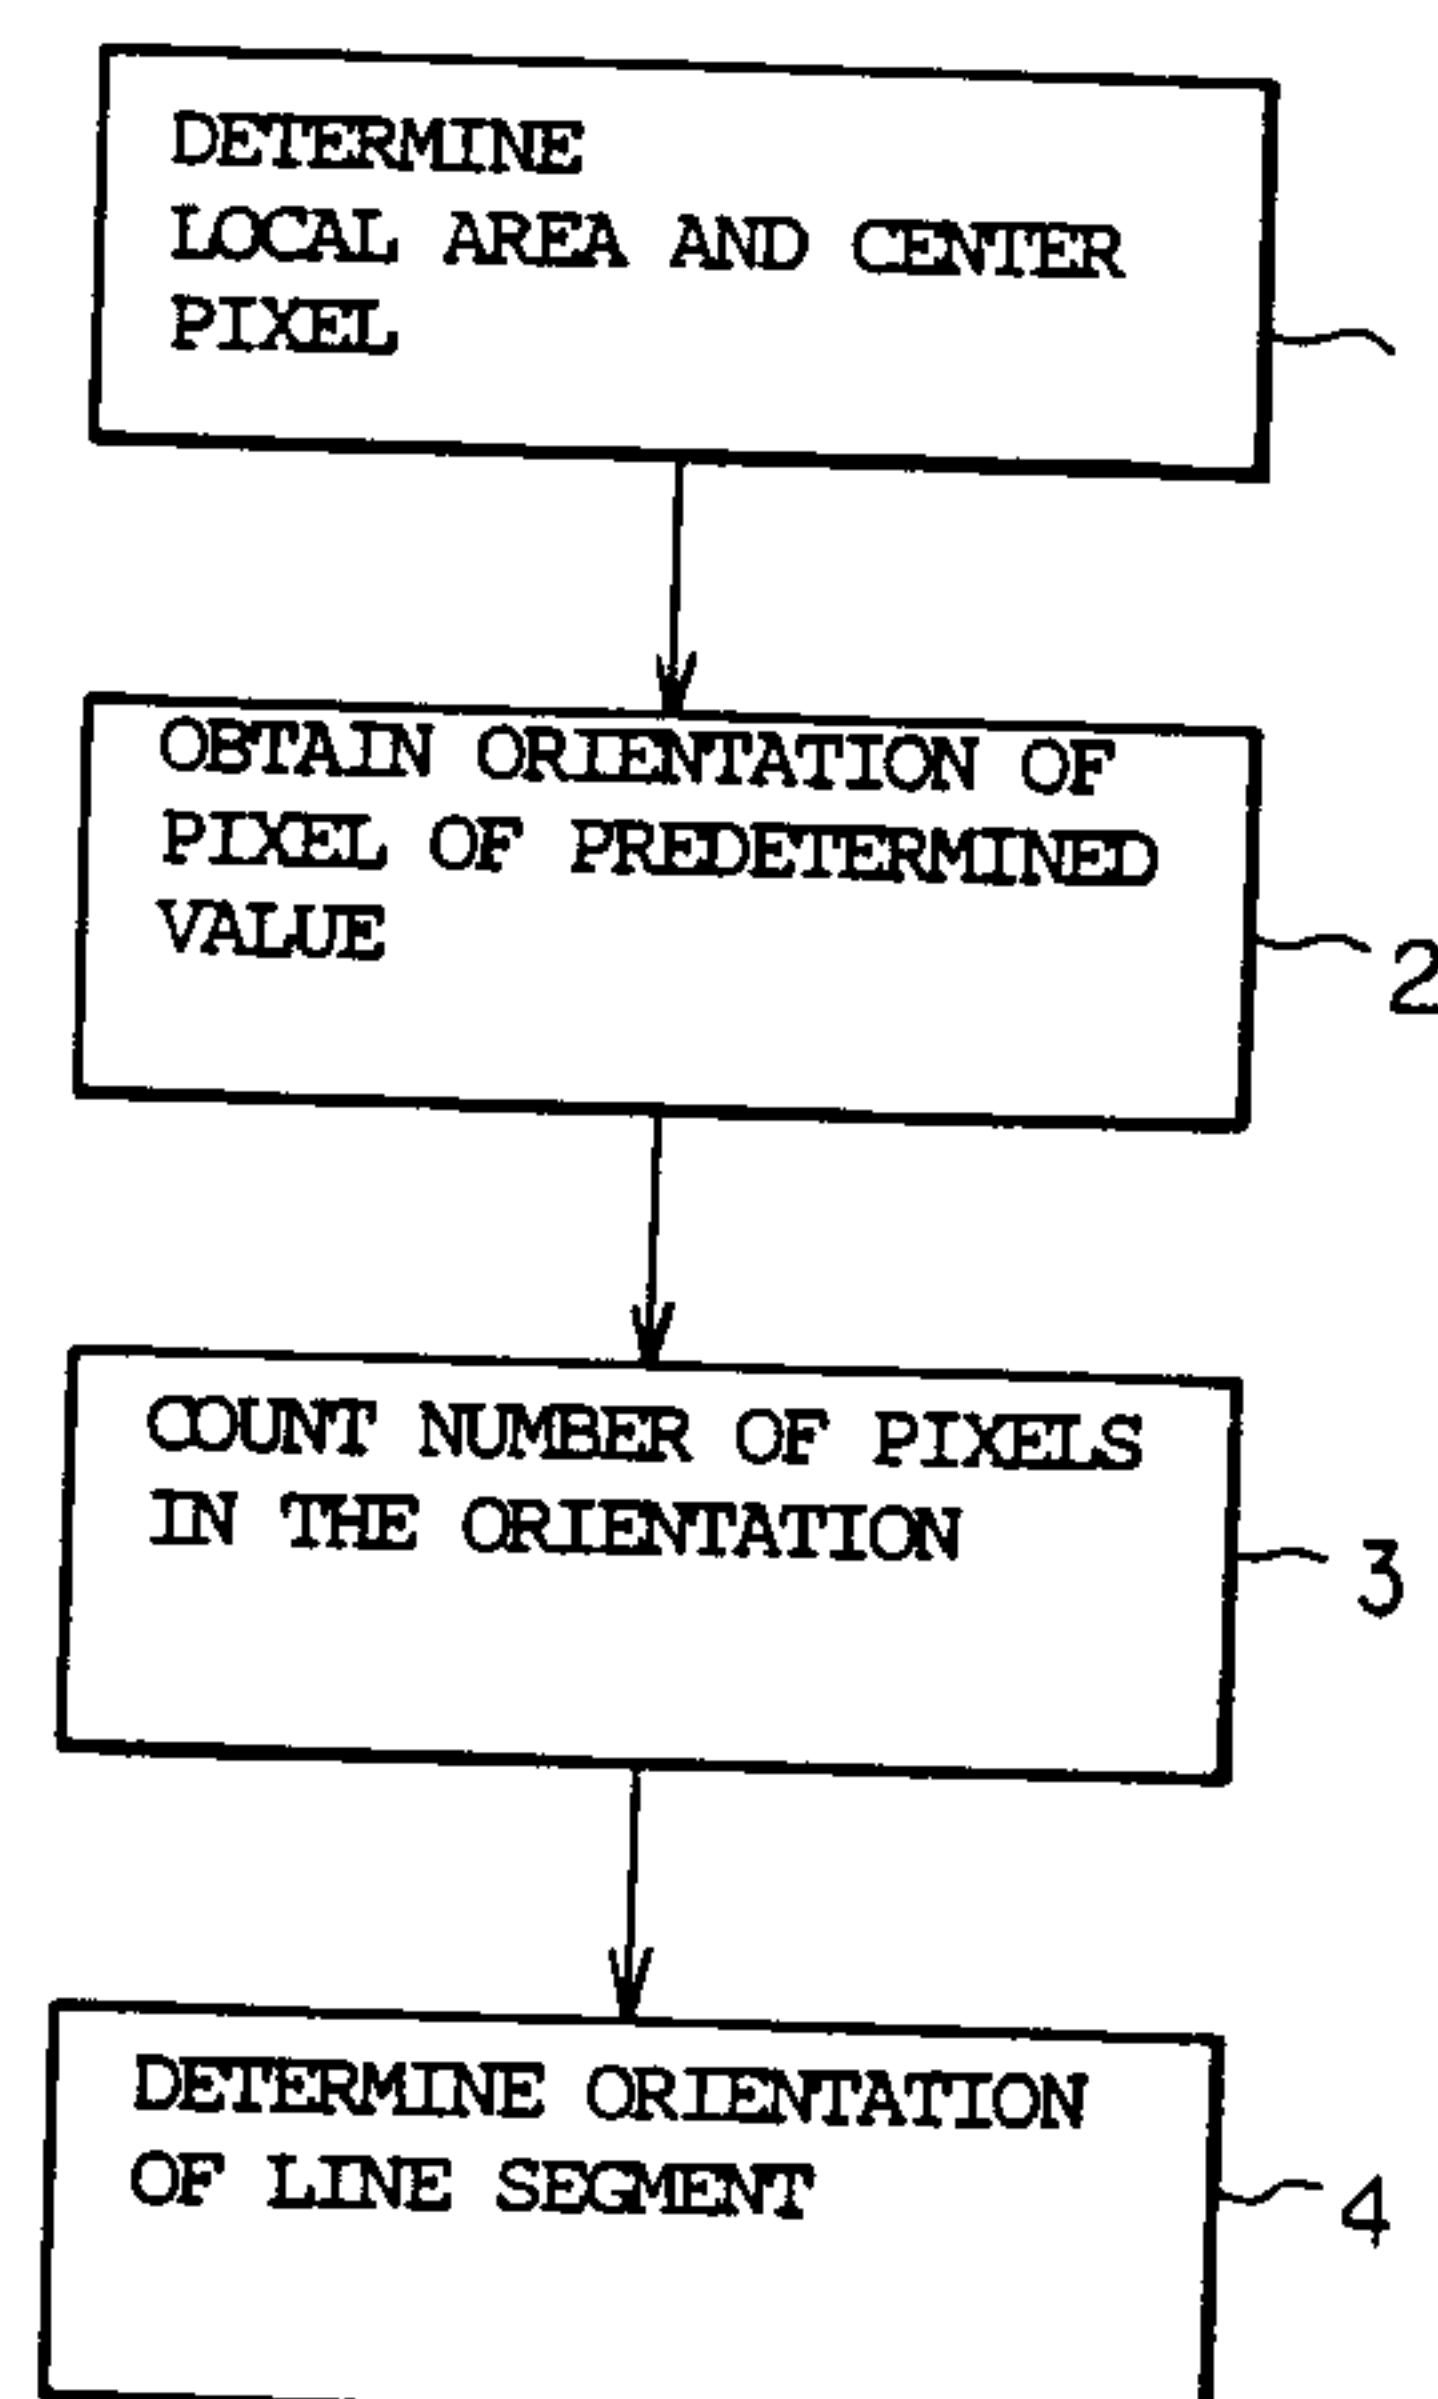 DETERMINE
LOCAL AREA AND CENTER
PIXEL
OBTAIN ORIENTATION OF
PIXEL OF PREDETERMINED
VALUE
2
COUNT NUMBER OF PIXELS
IN THE ORIENTATION
3
DETERMINE ORIENTATION
OF LINE SEGMENT
4